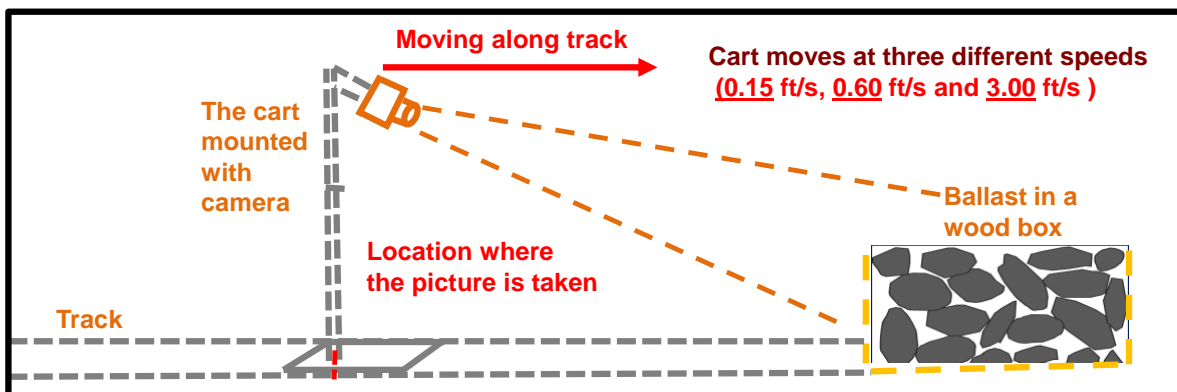 Moving along track
Cart moves at three different speeds
(0.15 ft/s, 0.60 ft/s and 3.00 ft/s )
The cart
mounted
with
camera
Ballast in a
wood box
Location where
the picture is taken
Track